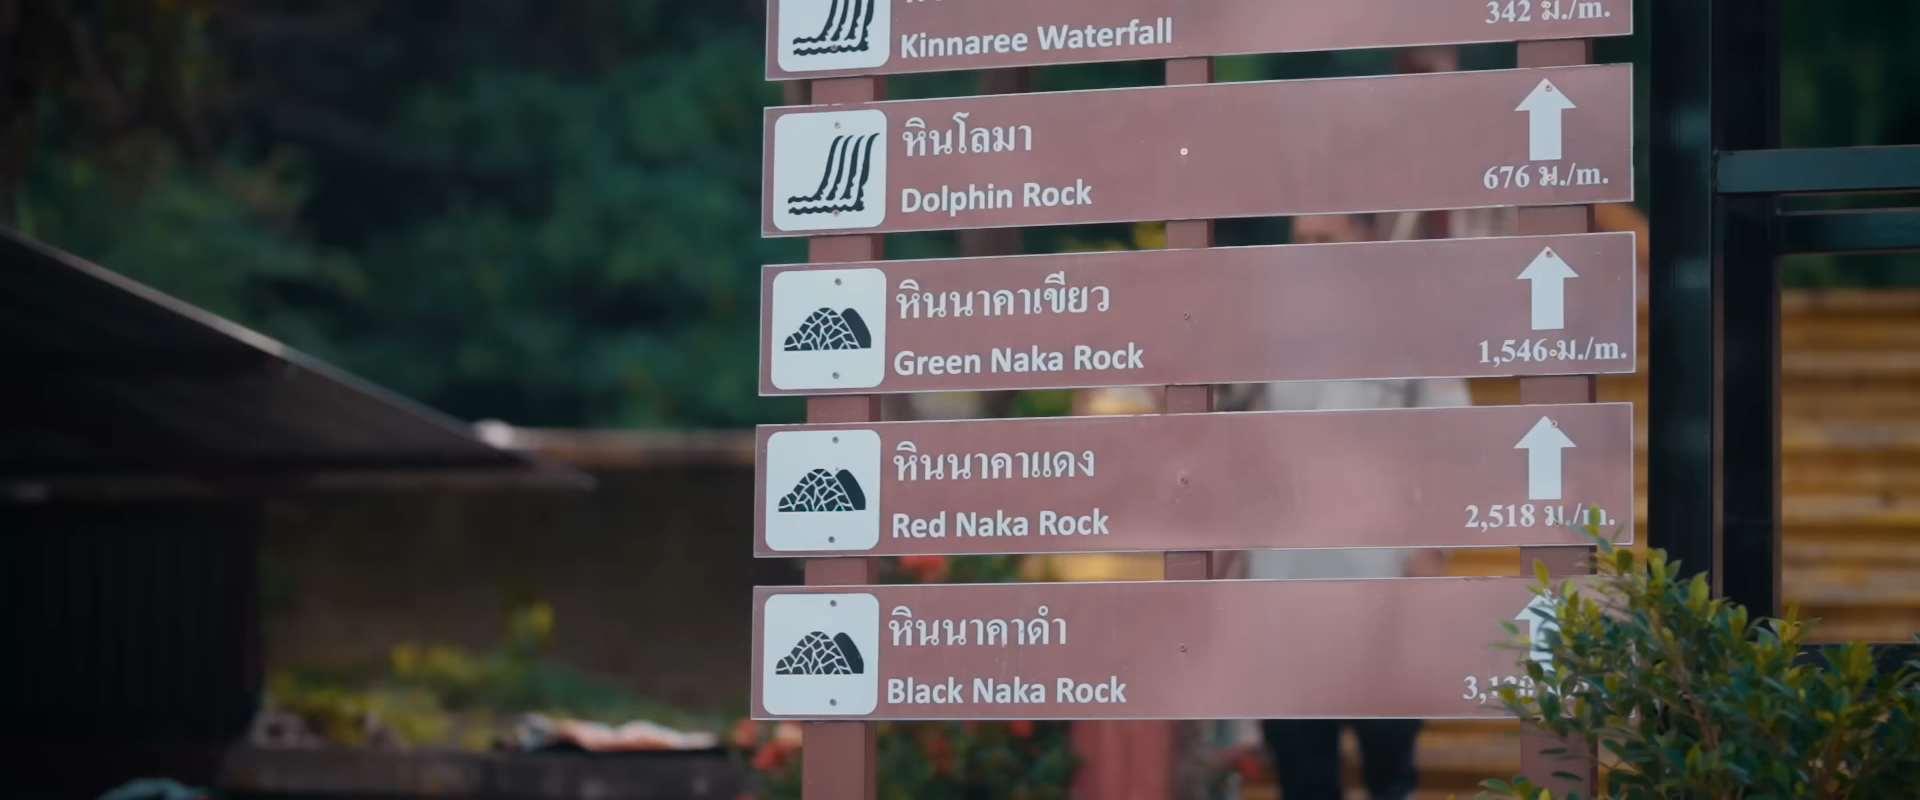 342 ม./m.
Kinnaree Waterfall
หินโลมา
Dolphin Rock
676 ม./m.
หินนาคาเขียว
Green Naka Rock
1,546 ม./m.
หินนาคาแดง
Red Naka Rock
2,518 ม./m.
หินนาคาดำ
Black Naka Rock